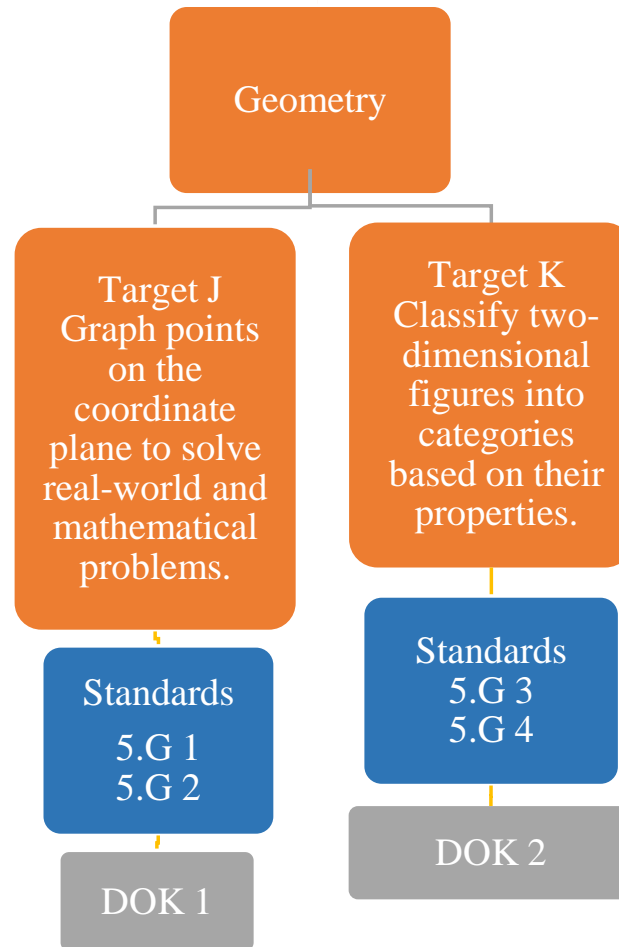 Geometry
Target J
Graph points
on the
coordinate
plane to solve
real-world and
mathematical
problems.
Standards
5.G 1
5.G 2
DOK 1
Target K
Classify two-
dimensional
figures into
categories
based on their
properties.
Standards
5.G 3
5.G 4
DOK 2